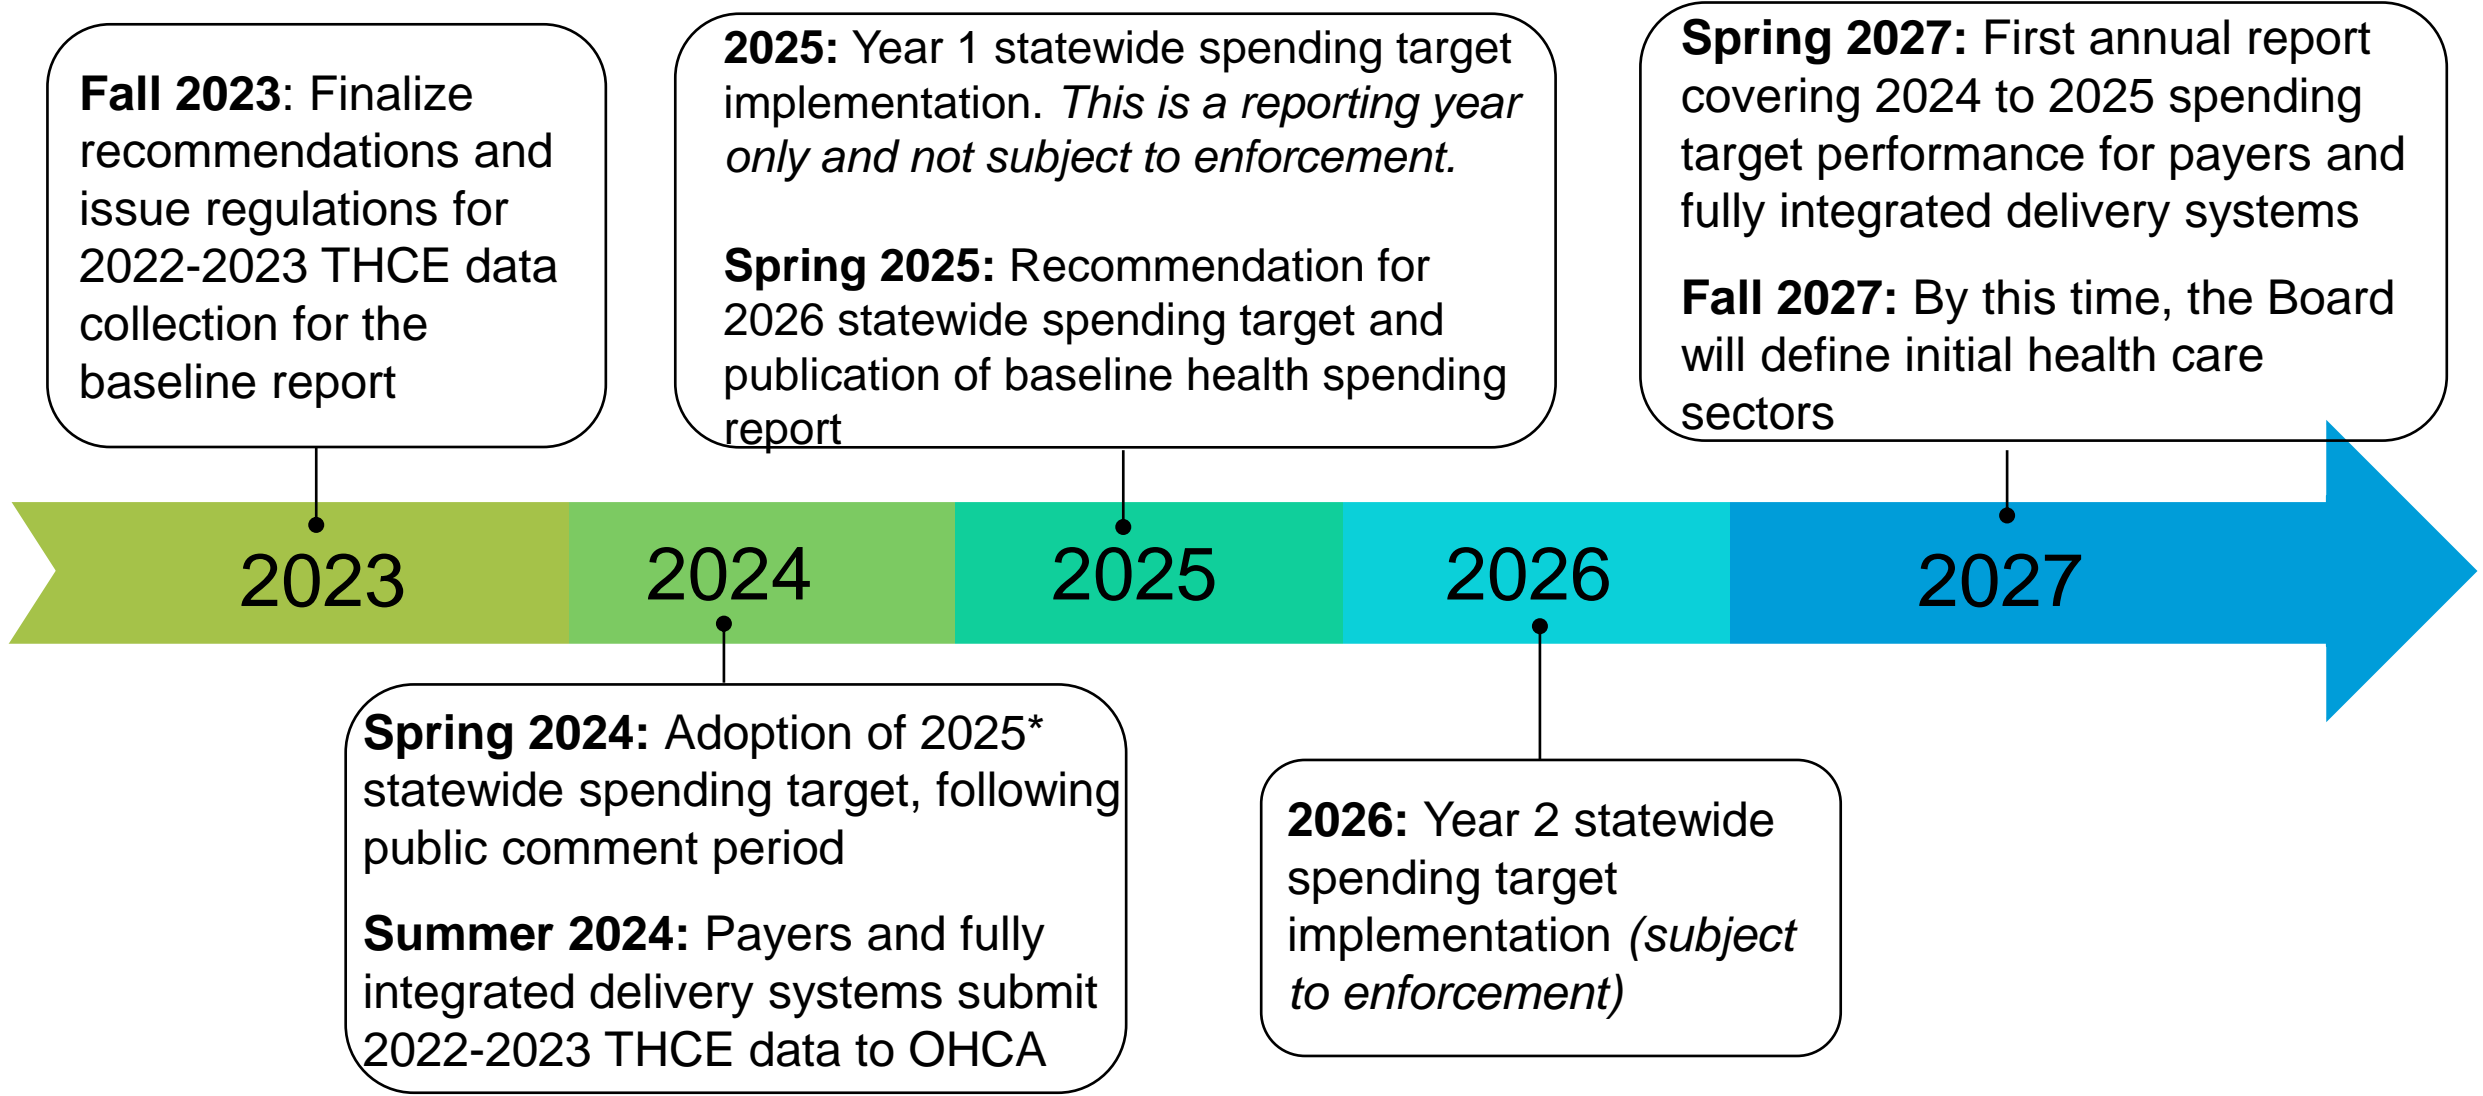 Fall 2023: Finalize
recommendations and
issue regulations for
2022-2023 THCE data
collection for the
baseline report
2025: Year 1 statewide spending target
implementation. This is a reporting year
only and not subject to enforcement.
Spring 2025: Recommendation for
2026 statewide spending target and
publication of baseline health spending
report
Spring 2027: First annual report
covering 2024 to 2025 spending
target performance for payers and
fully integrated delivery systems
Fall 2027: By this time, the Board
will define initial health care
sectors
2023
2024
2025
2026
2027
Spring 2024: Adoption of 2025*
statewide spending target, following
public comment period
Summer 2024: Payers and fully
integrated delivery systems submit
2022-2023 THCE data to OHCA
2026: Year 2 statewide
spending target
implementation (subject
to enforcement)